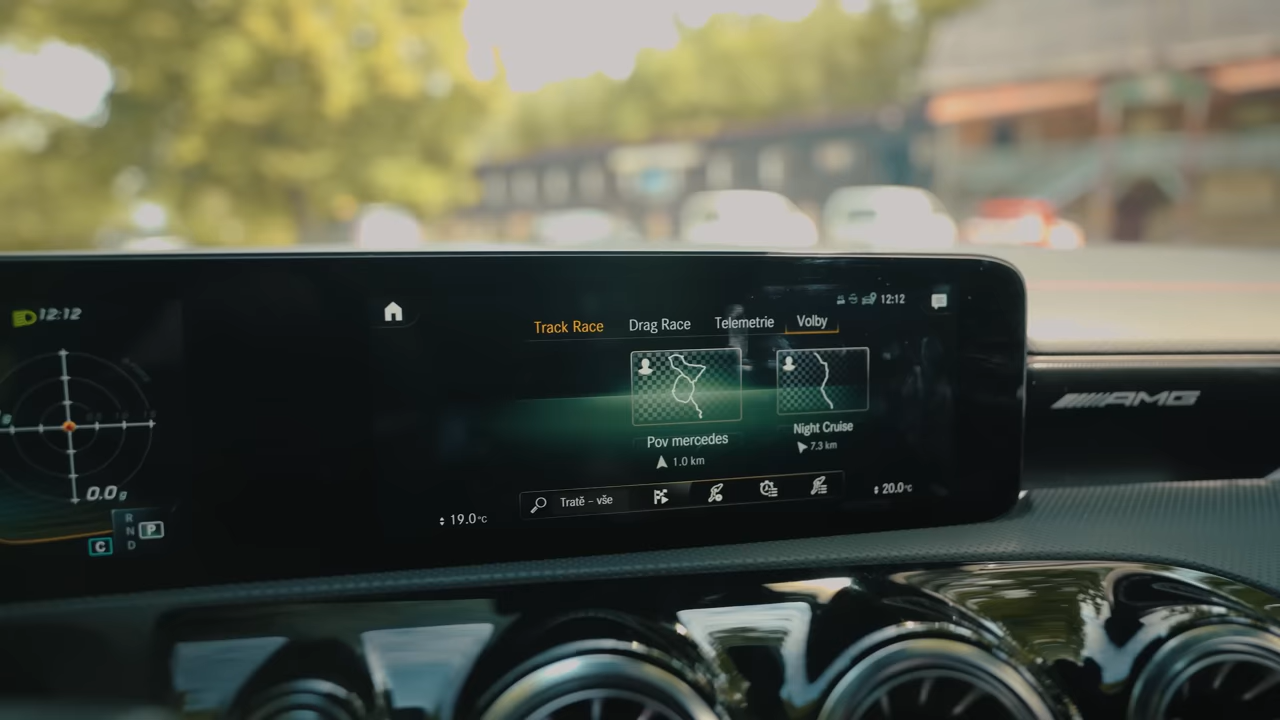 12:12
12:12
Track Race Drag Race Telemetrie Volby
AMG
Pov mercedes Night Cruise
1.0 km 7.3 km
0.0g
Tratě - vše
19.0°C 20.0°C
R
N P
C D